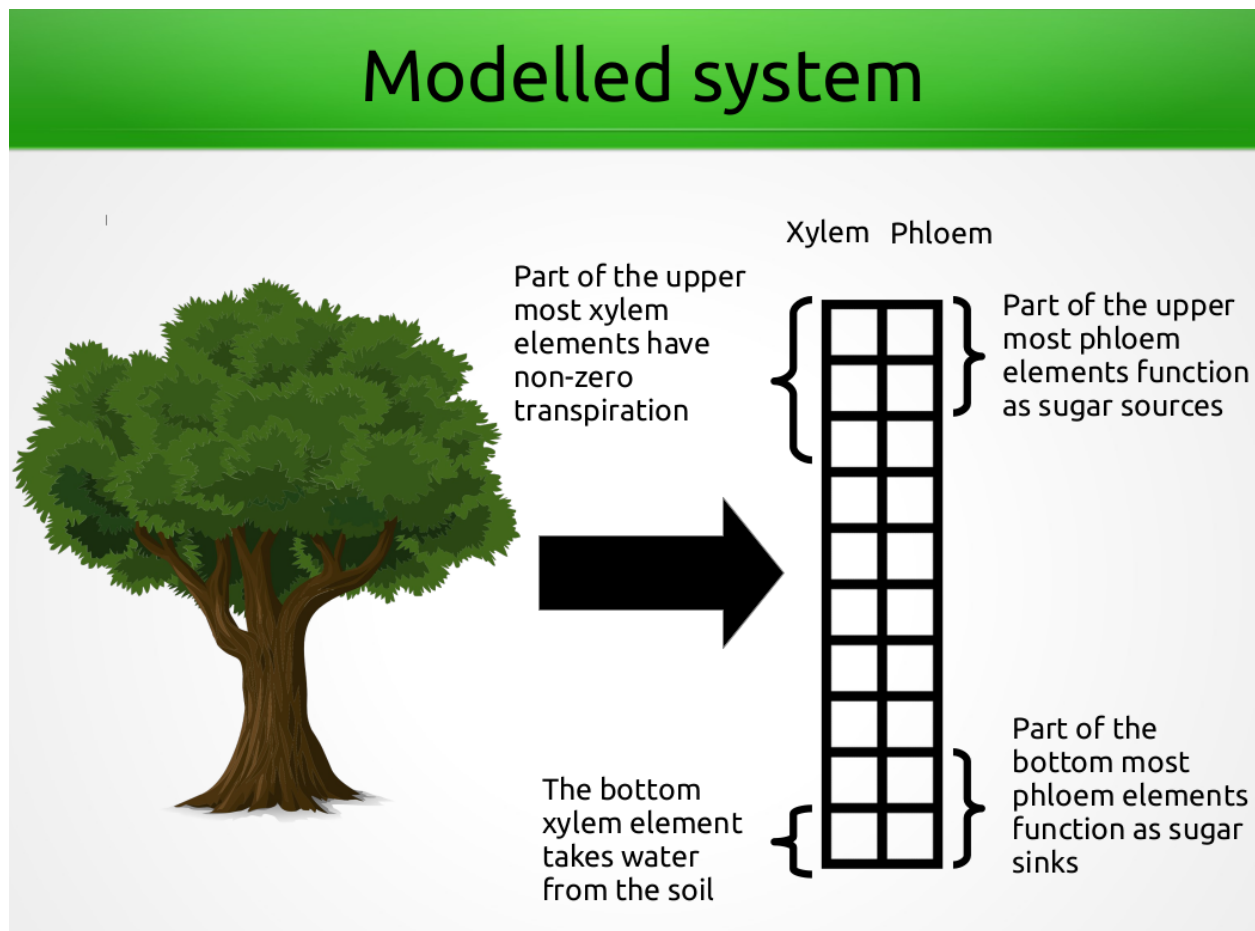 Modelled system
Xylem Phloem
Part of the upper
most xylem
elements have
non-zero
transpiration
Part of the upper
most phloem
elements function
as sugar sources
The bottom
xylem element
takes water
from the soil
Part of the
bottom most
phloem elements
function as sugar
sinks